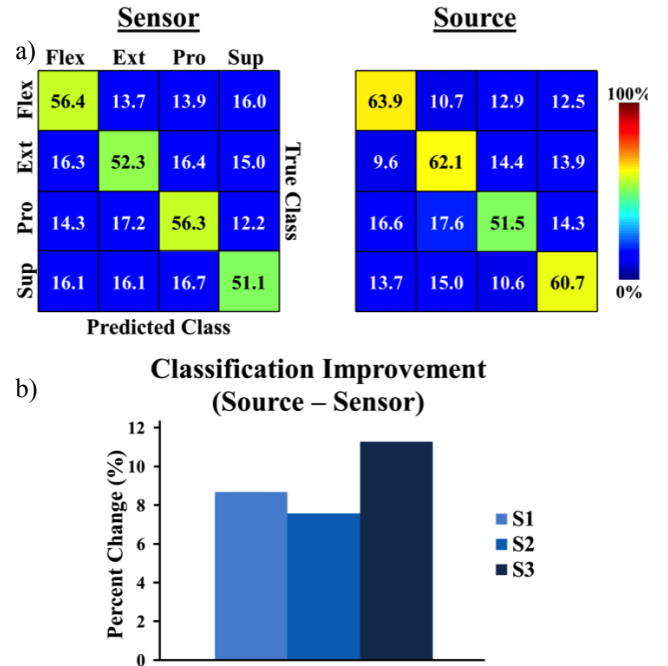 Sensor Source
a)
Flex Ext Pro Sup
Flex 56.4 13.7 13.9 16.0
Ext 16.3 52.3 16.4 15.0
Pro 14.3 17.2 56.3 12.2
Sup 16.1 16.1 16.7 51.1
Predicted Class
True Class
63.9 10.7 12.9 12.5
9.6 62.1 14.4 13.9
16.6 17.6 51.5 14.3
13.7 15.0 10.6 60.7
100%
0%
b)
Classification Improvement
(Source – Sensor)
Percent Change (%)
12
10
8
6
4
2
0
S1
S2
S3